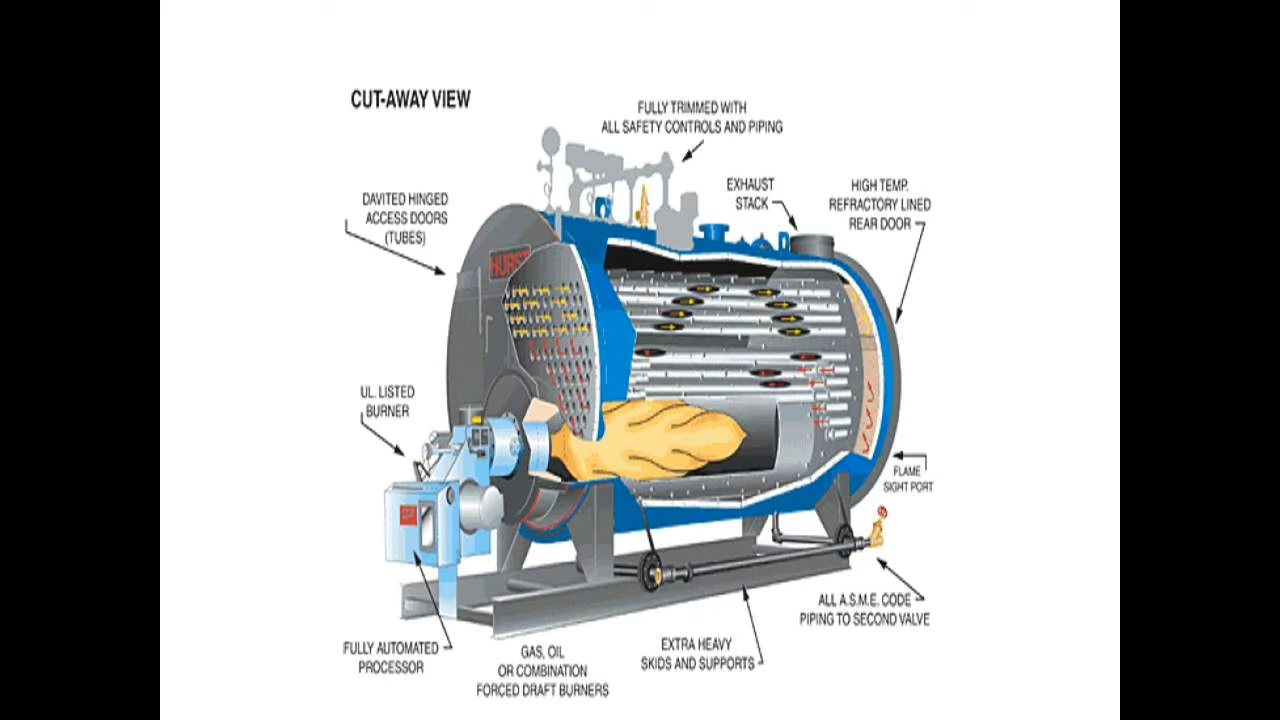 CUT-AWAY VIEW
FULLY TRIMMED WITH
ALL SAFETY CONTROLS AND PIPING
EXHAUST
STACK
HIGH TEMP.
REFRACTORY LINED
REAR DOOR
DAVITED HINGED
ACCESS DOORS
(TUBES)
HURST
UL. LISTED
BURNER
FLAME
SIGHT PORT
ALL A.S.M.E. CODE
PIPING TO SECOND VALVE
FULLY AUTOMATED
PROCESSOR
GAS, OIL
OR COMBINATION
FORCED DRAFT BURNERS
EXTRA HEAVY
SKIDS AND SUPPORTS